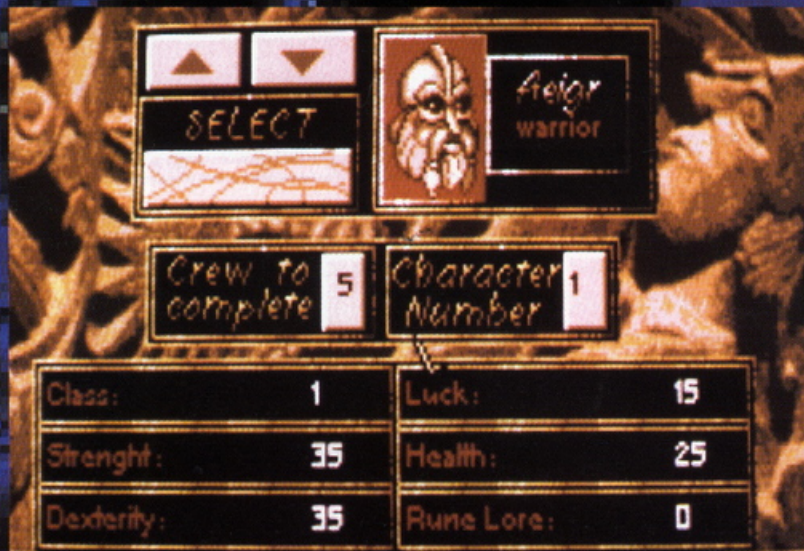 SELECT
Aeigr
warrior
Crew to complete 5
Character Number 1
Class: 1
Luck: 15
Strenght: 35
Health: 25
Dexterity: 35
Rune Lore: 0